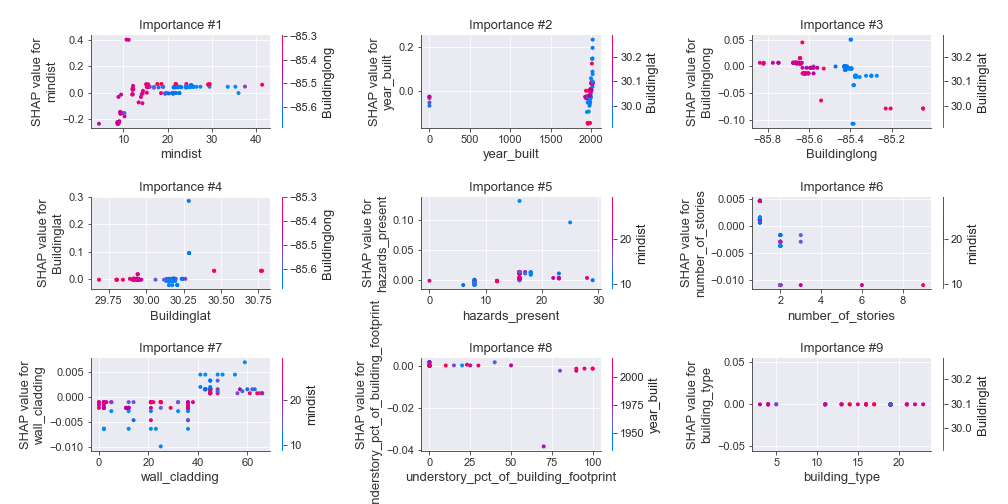 Importance #1
SHAP value for
mindist
0.4
0.2
0.0
−0.2
10
20
30
40
mindist
−85.3
−85.4
−85.5
−85.6
Buildinglong
Importance #2
SHAP value for
year_built
0.2
0.0
0
500
1000
1500
2000
year_built
30.2
30.1
30.0
Buildinglat
Importance #3
SHAP value for
Buildinglong
0.05
0.00
−0.05
−0.10
−85.8
−85.6
−85.4
−85.2
Buildinglong
30.2
30.1
30.0
Buildinglat
Importance #4
SHAP value for
Buildinglat
0.3
0.2
0.1
0.0
29.75
30.00
30.25
30.50
30.75
Buildinglat
−85.3
−85.4
−85.5
−85.6
Buildinglong
Importance #5
SHAP value for
hazards_present
0.10
0.05
0.00
0
10
20
30
hazards_present
20
10
mindist
Importance #6
SHAP value for
number_of_stories
0.005
0.000
−0.005
−0.010
2
4
6
8
number_of_stories
20
10
mindist
Importance #7
SHAP value for
wall_cladding
0.005
0.000
−0.005
−0.010
0
20
40
60
wall_cladding
20
10
mindist
Importance #8
SHAP value for
nderstory_pct_of_building_footprint
0.00
−0.02
−0.04
0
25
50
75
100
understory_pct_of_building_footprint
2000
1975
1950
year_built
Importance #9
SHAP value for
building_type
0.05
0.00
−0.05
5
10
15
20
building_type
30.2
30.1
30.0
Buildinglat